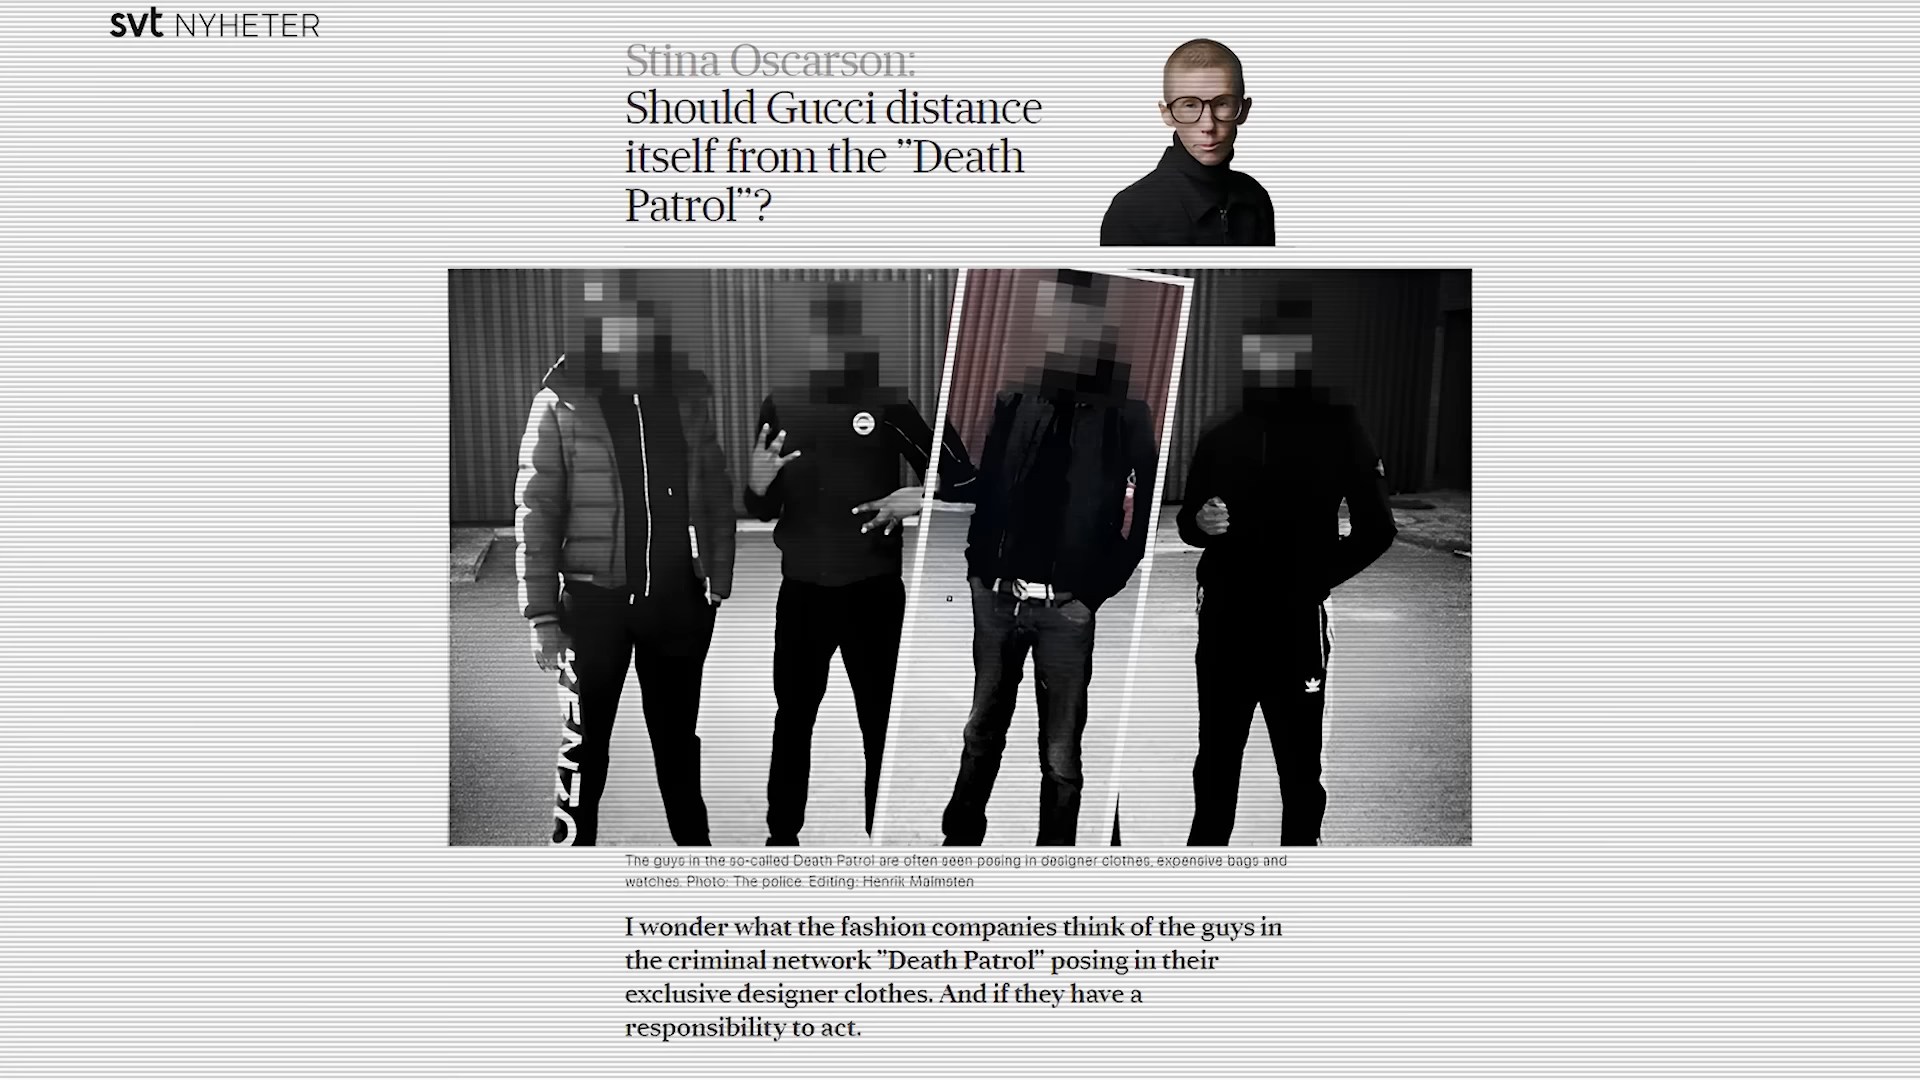 svt NYHETER
Stina Oscarson:
Should Gucci distance
itself from the ”Death
Patrol”?
KENZO
The guys in the so-called Death Patrol are often seen posing in designer clothes, expensive bags and
watches. Photo: The police. Editing: Henrik Malmsten
I wonder what the fashion companies think of the guys in
the criminal network ”Death Patrol” posing in their
exclusive designer clothes. And if they have a
responsibility to act.